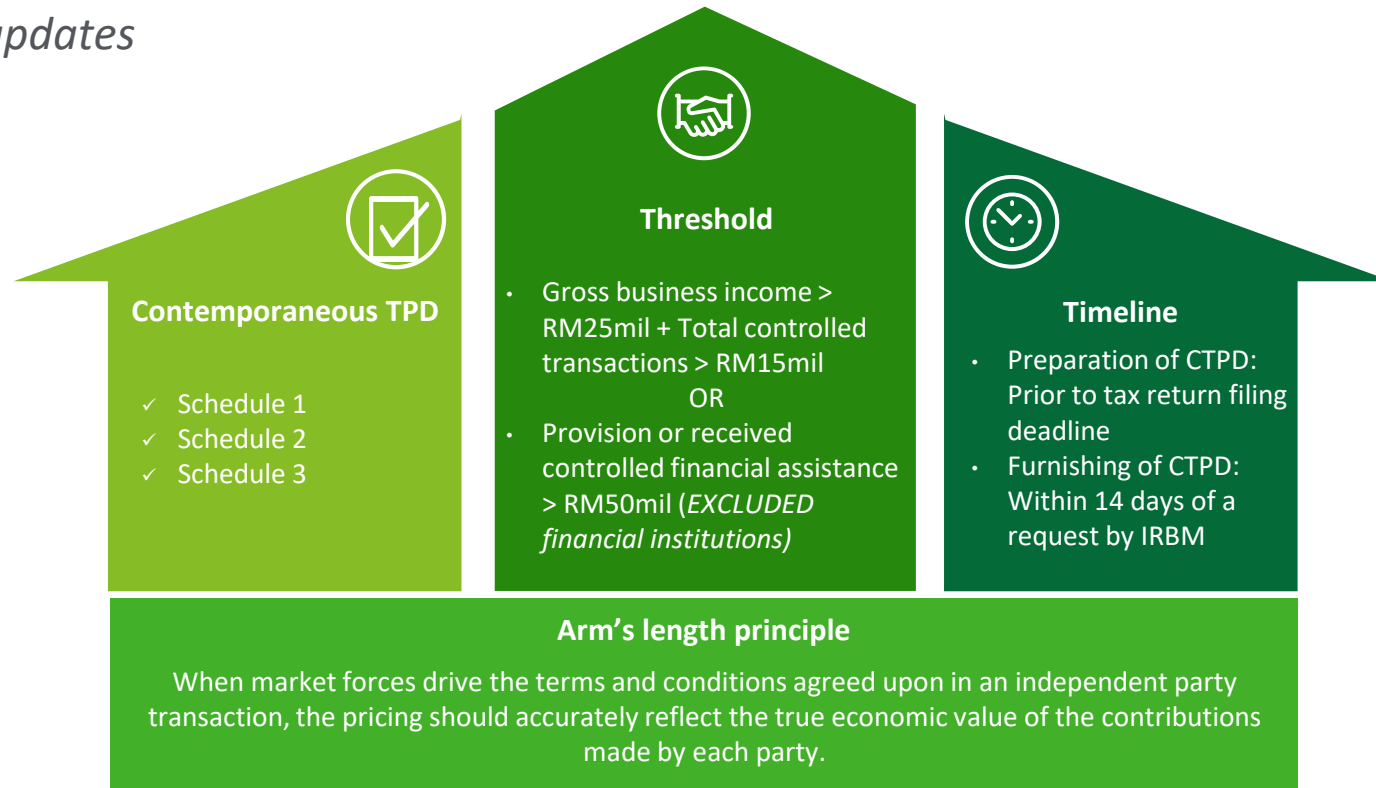 updates
Contemporaneous TPD
✓ Schedule 1
✓ Schedule 2
✓ Schedule 3
Threshold
• Gross business income >
RM25mil + Total controlled
transactions > RM15mil
OR
• Provision or received
controlled financial assistance
> RM50mil (EXCLUDED
financial institutions)
Timeline
• Preparation of CTPD:
Prior to tax return filing
deadline
• Furnishing of CTPD:
Within 14 days of a
request by IRBM
Arm’s length principle
When market forces drive the terms and conditions agreed upon in an independent party
transaction, the pricing should accurately reflect the true economic value of the contributions
made by each party.